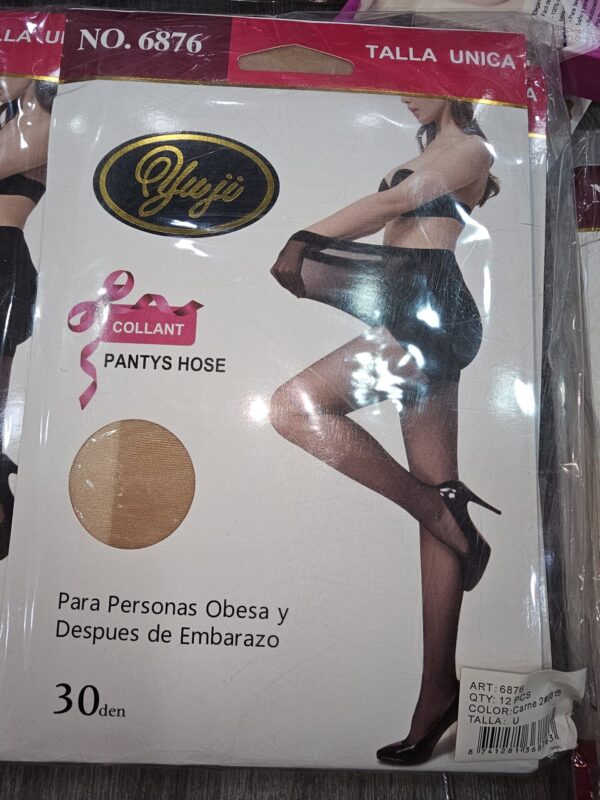 NO. 6876
TALLA UNICA
Yuji
COLLANT
PANTYS HOSE
Para Personas Obesa y
Despues de Embarazo
30den
ART: 6876
QTY: 12 PCS
COLOR: Carne
TALLA: U